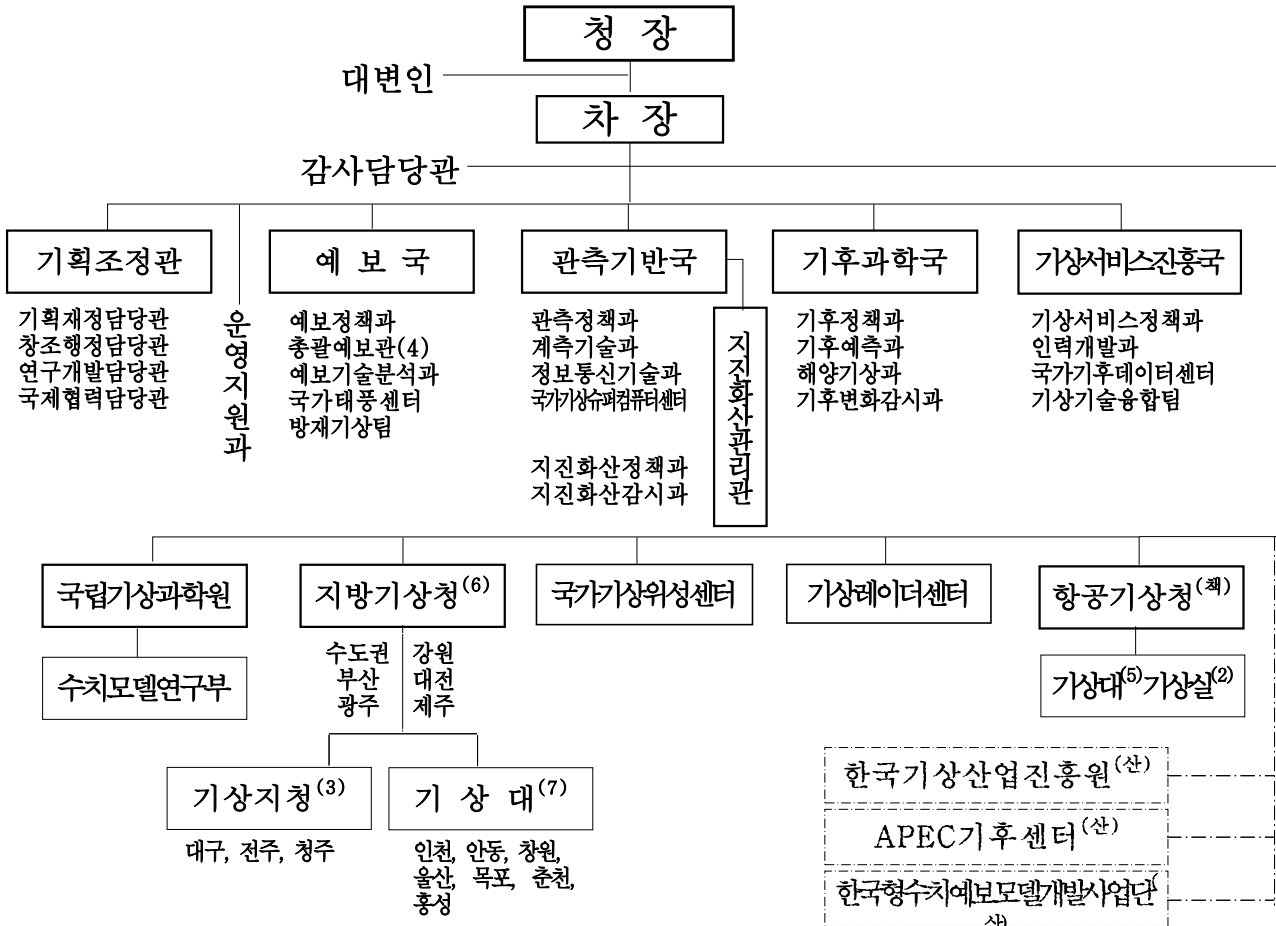 청 장
대변인
차 장
감사담당관
기획조정관
기획재정담당관
창조행정담당관
연구개발담당관
국제협력담당관
운영지원과
예 보 국
예보정책과
총괄예보관(4)
예보기술분석과
국가태풍센터
방재기상팀
관측기반국
관측정책과
계측기술과
정보통신기술과
국가기상슈퍼컴퓨터센터
지진화산정책과
지진화산감시과
지진화산관리관
기후과학국
기후정책과
기후예측과
해양기상과
기후변화감시과
기상서비스진흥국
기상서비스정책과
인력개발과
국가기후데이터센터
기상기술융합팀
국립기상과학원
수치모델연구부
지방기상청(6)
수도권 강원
부산 대전
광주 제주
기상지청(3)
대구, 전주, 청주
기 상 대(7)
인천, 안동, 창원,
울산, 목포, 춘천,
홍성
국가기상위성센터
기상레이더센터
항공기상청(책)
기상대(5)기상실(2)
한국기상산업진흥원(산)
APEC기후센터(산)
한국형수치예보모델개발사업단(
산)